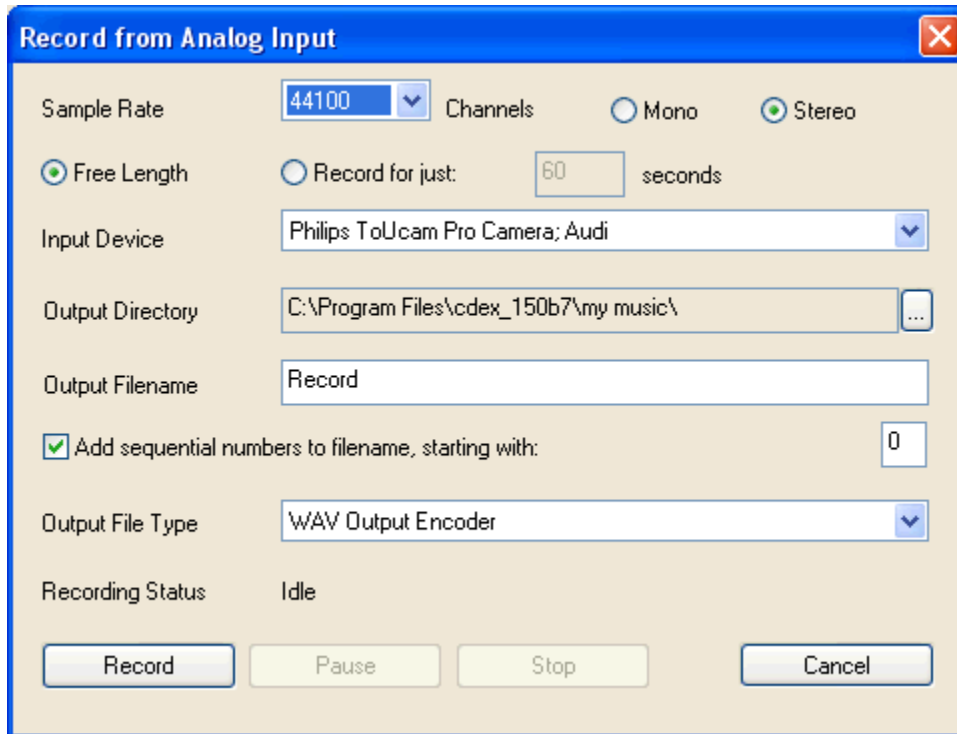 Record from Analog Input
Sample Rate 44100 Channels Mono Stereo
Free Length Record for just: 60 seconds
Input Device Philips ToUcam Pro Camera; Audi
Output Directory C:\Program Files\cdex_150b7\my music\ ...
Output Filename Record
Add sequential numbers to filename, starting with: 0
Output File Type WAV Output Encoder
Recording Status Idle
Record Pause Stop Cancel